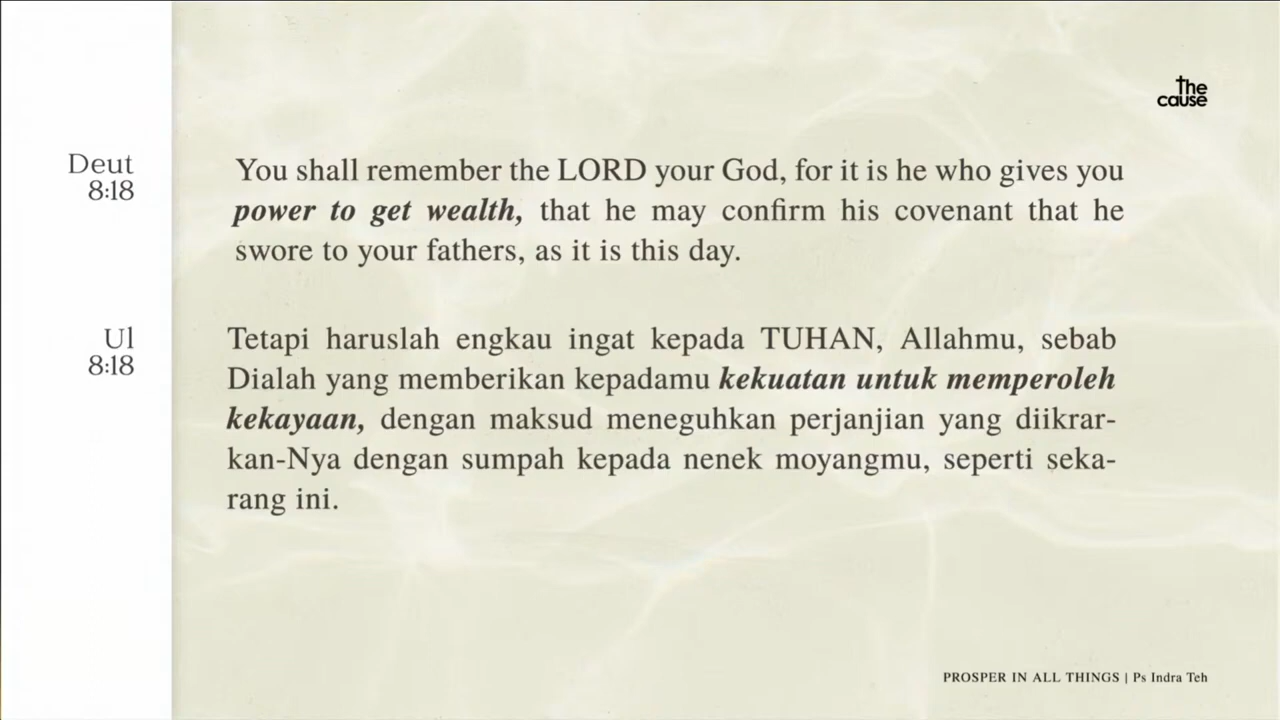 the
cause
Deut
8:18
You shall remember the LORD your God, for it is he who gives you
power to get wealth, that he may confirm his covenant that he
swore to your fathers, as it is this day.
Ul
8:18
Tetapi haruslah engkau ingat kepada TUHAN, Allahmu, sebab
Dialah yang memberikan kepadamu kekuatan untuk memperoleh
kekayaan, dengan maksud meneguhkan perjanjian yang diikrar-
kan-Nya dengan sumpah kepada nenek moyangmu, seperti seka-
rang ini.
PROSPER IN ALL THINGS | Ps Indra Teh